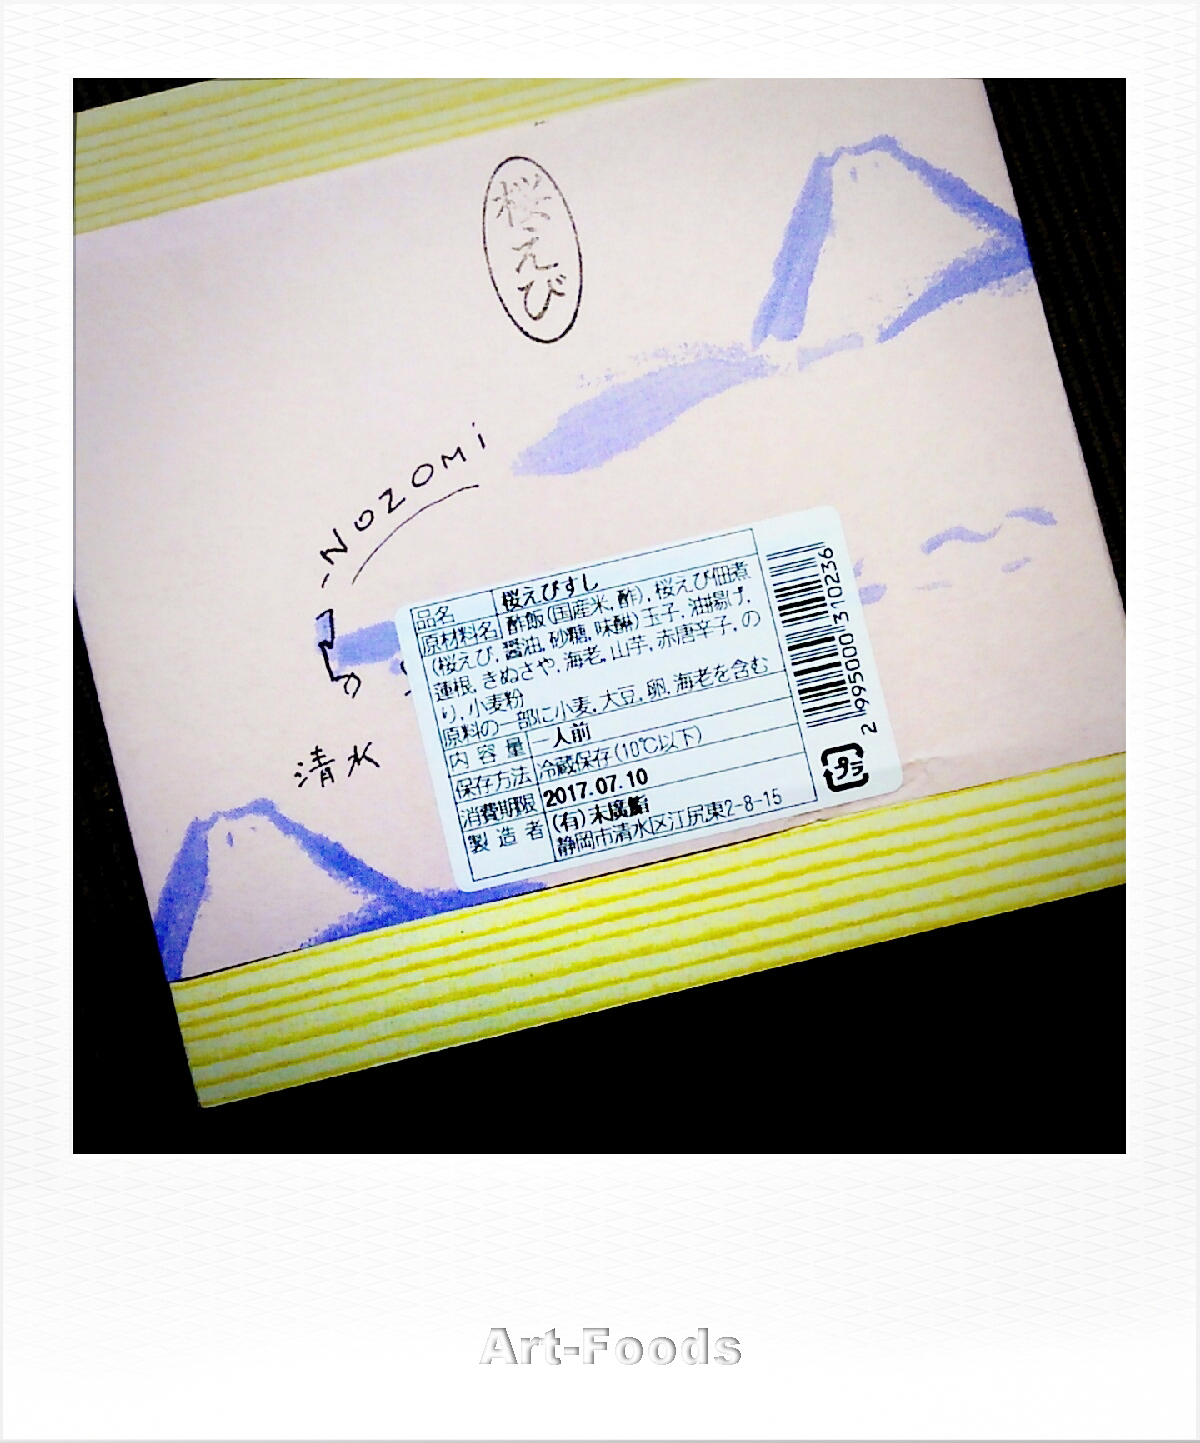 桜えび
NOZOMi
の
清水
品名 桜えびすし
原材料名 酢飯(国産米, 酢), 桜えび佃煮
(桜えび, 醤油, 砂糖, 味醂)玉子, 油揚げ,
蓮根, きぬさや, 海老, 山芋, 赤唐辛子, の
り, 小麦粉
原料の一部に小麦, 大豆, 卵, 海老を含む
内容量 一人前
保存方法 冷蔵保存(10℃以下)
消費期限 2017.07.10
製造者 (有)末廣鮨
静岡市清水区江尻東2-8-15
2 995000 310236
プラ
Art-Foods